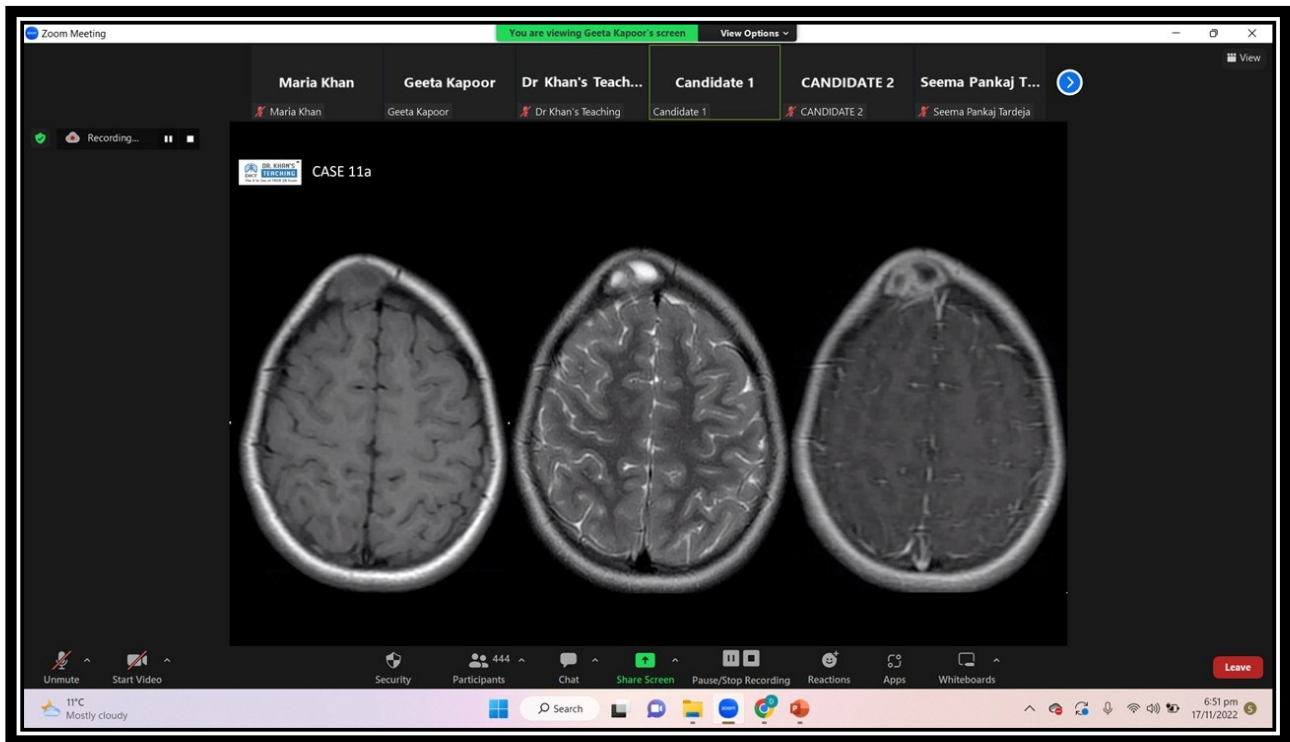 Zoom Meeting
You are viewing Geeta Kapoor's screen View Options
View
Maria Khan Geeta Kapoor Dr Khan's Teach... Candidate 1 CANDIDATE 2 Seema Pankaj T...
Maria Khan Geeta Kapoor Dr Khan's Teaching Candidate 1 CANDIDATE 2 Seema Pankaj Tardeja
Recording...
DR. KHAN'S
TEACHING
CASE 11a
Unmute Start Video Security Participants 444 Chat Share Screen Pause/Stop Recording Reactions Apps Whiteboards Leave
11°C
Mostly cloudy
Search
6:51 pm
17/11/2022
5